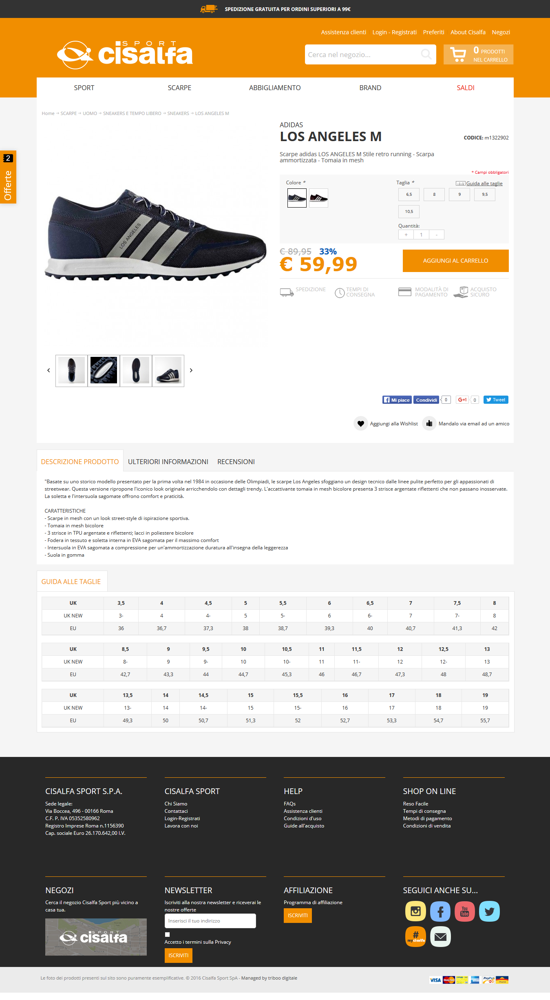 SPEDIZIONE GRATUITA PER ORDINI SUPERIORI A 99€
Assistenza clienti Login - Registrati Preferiti About Cisalfa Negozi
SPORT
cisalfa
Cerca nel negozio...
0 PRODOTTI
NEL CARRELLO
SPORT SCARPE ABBIGLIAMENTO BRAND SALDI
Home → SCARPE → UOMO → SNEAKERS E TEMPO LIBERO → SNEAKERS → LOS ANGELES M
ADIDAS
LOS ANGELES M
CODICE: m1322902
Scarpe adidas LOS ANGELES M Stile retro running - Scarpa
ammortizzata - Tomaia in mesh
2
Offerte
* Campi obbligatori
Colore *
Taglia *
Guida alle taglie
6,5 8 9 9,5
10,5
Quantità:
+ 1 -
LOS ANGELES
€ 89,95 33%
€ 59,99
AGGIUNGI AL CARRELLO
SPEDIZIONE
TEMPI DI
CONSEGNA
MODALITÀ DI
PAGAMENTO
ACQUISTO
SICURO
Mi piace Condividi 0 G+1 0 Tweet
Aggiungi alla Wishlist Mandalo via email ad un amico
DESCRIZIONE PRODOTTO ULTERIORI INFORMAZIONI RECENSIONI
"Basate su uno storico modello presentato per la prima volta nel 1984 in occasione delle Olimpiadi, le scarpe Los Angeles sfoggiano un design tecnico dalle linee pulite perfetto per gli appassionati di
streetwear. Questa versione ripropone l'iconico look originale arricchendolo con dettagli trendy. L'accattivante tomaia in mesh bicolore presenta 3 strisce argentate riflettenti che non passano inosservate.
La soletta e l'intersuola sagomate offrono comfort e praticità.
CARATTERISTICHE
- Scarpe in mesh con un look street-style di ispirazione sportiva.
- Tomaia in mesh bicolore
- 3 strisce in TPU argentate e riflettenti; lacci in poliestere bicolore
- Fodera in tessuto e soletta interna in EVA sagomata per il massimo comfort
- Intersuola in EVA sagomata a compressione per un'ammortizzazione duratura all'insegna della leggerezza
- Suola in gomma
GUIDA ALLE TAGLIE
UK 3,5 4 4,5 5 5,5 6 6,5 7 7,5 8
UK NEW 3- 4 4- 5 5- 6 6- 7 7- 8
EU 36 36,7 37,3 38 38,7 39,3 40 40,7 41,3 42
UK 8,5 9 9,5 10 10,5 11 11,5 12 12,5 13
UK NEW 8- 9 9- 10 10- 11 11- 12 12- 13
EU 42,7 43,3 44 44,7 45,3 46 46,7 47,3 48 48,7
UK 13,5 14 14,5 15 15,5 16 17 18 19
UK NEW 13- 14 14- 15 15- 16 17 18 19
EU 49,3 50 50,7 51,3 52 52,7 53,3 54,7 55,7
CISALFA SPORT S.P.A.
Sede legale:
Via Boccea, 496 - 00166 Roma
C.F. P. IVA 05352580962
Registro Imprese Roma n.1156390
Cap. sociale Euro 26.170.642,00 I.V.
CISALFA SPORT
Chi Siamo
Contattaci
Login-Registrati
Lavora con noi
HELP
FAQs
Assistenza clienti
Condizioni d'uso
Guide all'acquisto
SHOP ON LINE
Reso Facile
Tempi di consegna
Metodi di pagamento
Condizioni di vendita
NEGOZI
Cerca il negozio Cisalfa Sport più vicino a
casa tua.
SPORT
cisalfa
NEWSLETTER
Iscriviti alla nostra newsletter e riceverai le
nostre offerte
Inserisci il tuo indirizzo
Accetto i termini sulla Privacy
ISCRIVITI
AFFILIAZIONE
Programma di affiliazione
ISCRIVITI
SEGUICI ANCHE SU...
You
Tube
#
mycisalfa
Le foto dei prodotti presenti sul sito sono puramente esemplificative. © 2016 Cisalfa Sport SpA - Managed by triboo digitale
VISA MasterCard PayPal